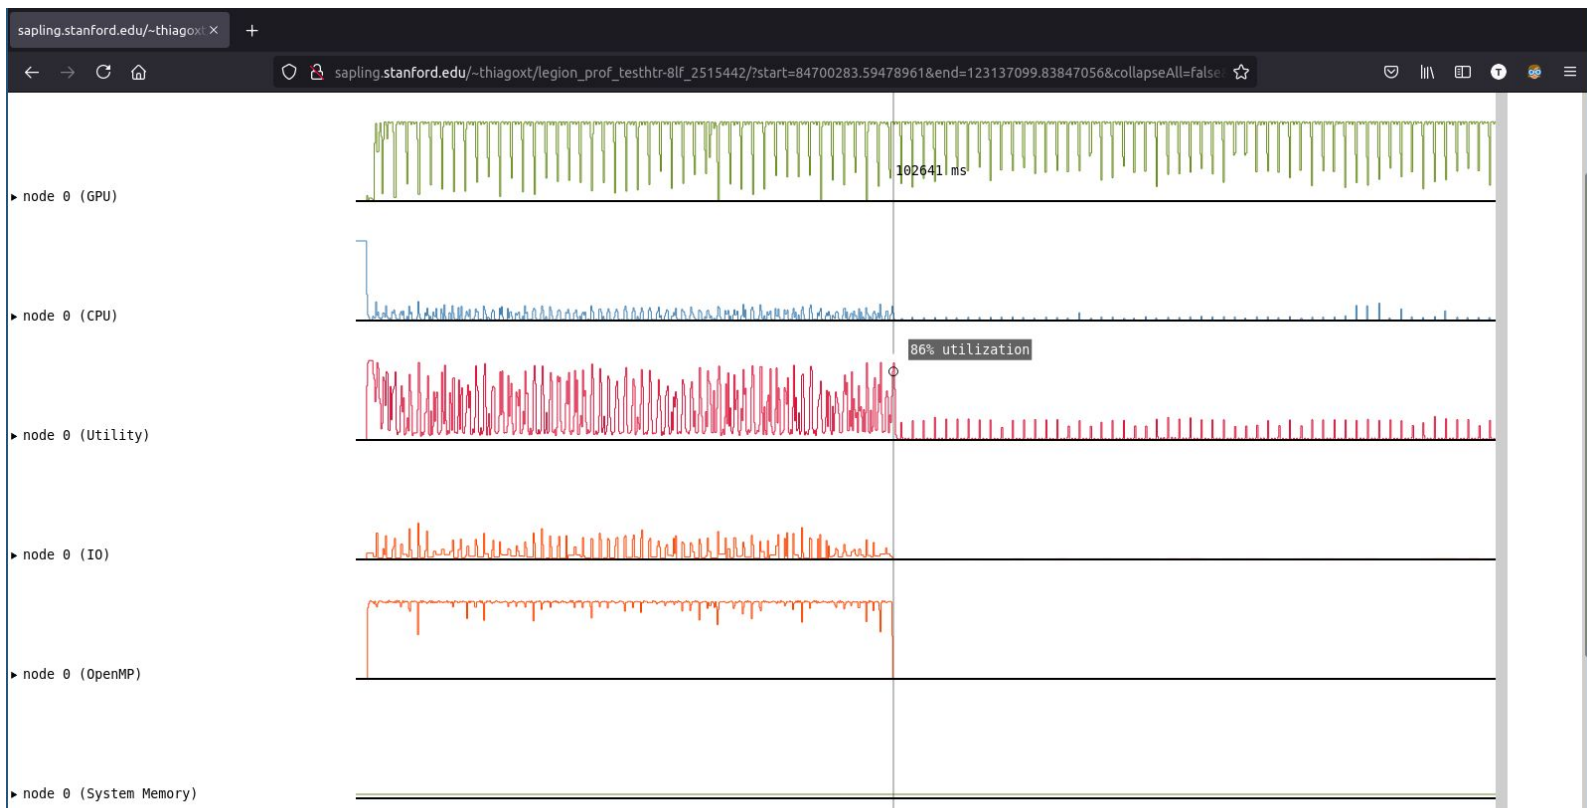 sapling.stanford.edu/~thiagoxt
sapling.stanford.edu/~thiagoxt/legion_prof_testhtr-8lf_2515442/?start=84700283.59478961&end=123137099.83847056&collapseAll=false
T
102641 ms
node 0 (GPU)
node 0 (CPU)
86% utilization
node 0 (Utility)
node 0 (IO)
node 0 (OpenMP)
node 0 (System Memory)